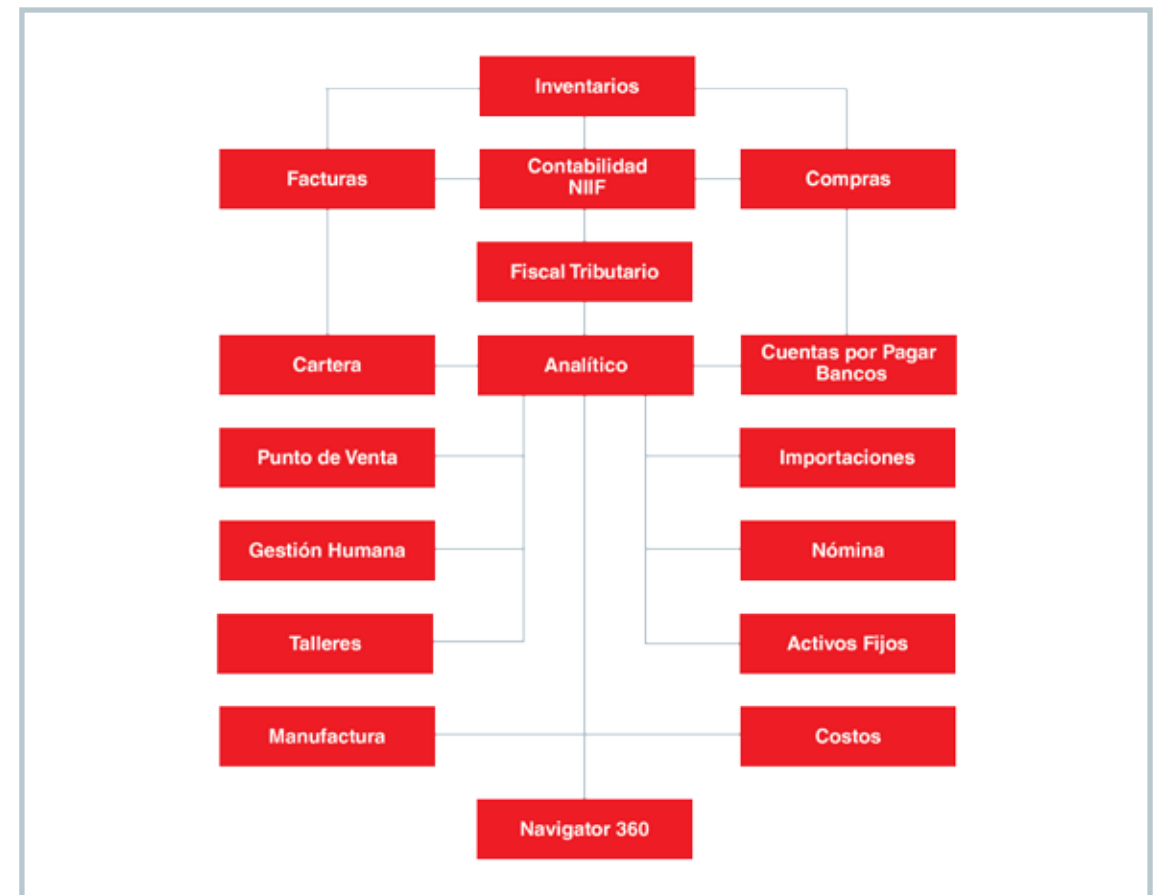 Inventarios
Facturas
Contabilidad
NIIF
Compras
Fiscal Tributario
Cartera
Analítico
Cuentas por Pagar
Bancos
Punto de Venta
Importaciones
Gestión Humana
Nómina
Talleres
Activos Fijos
Manufactura
Costos
Navigator 360